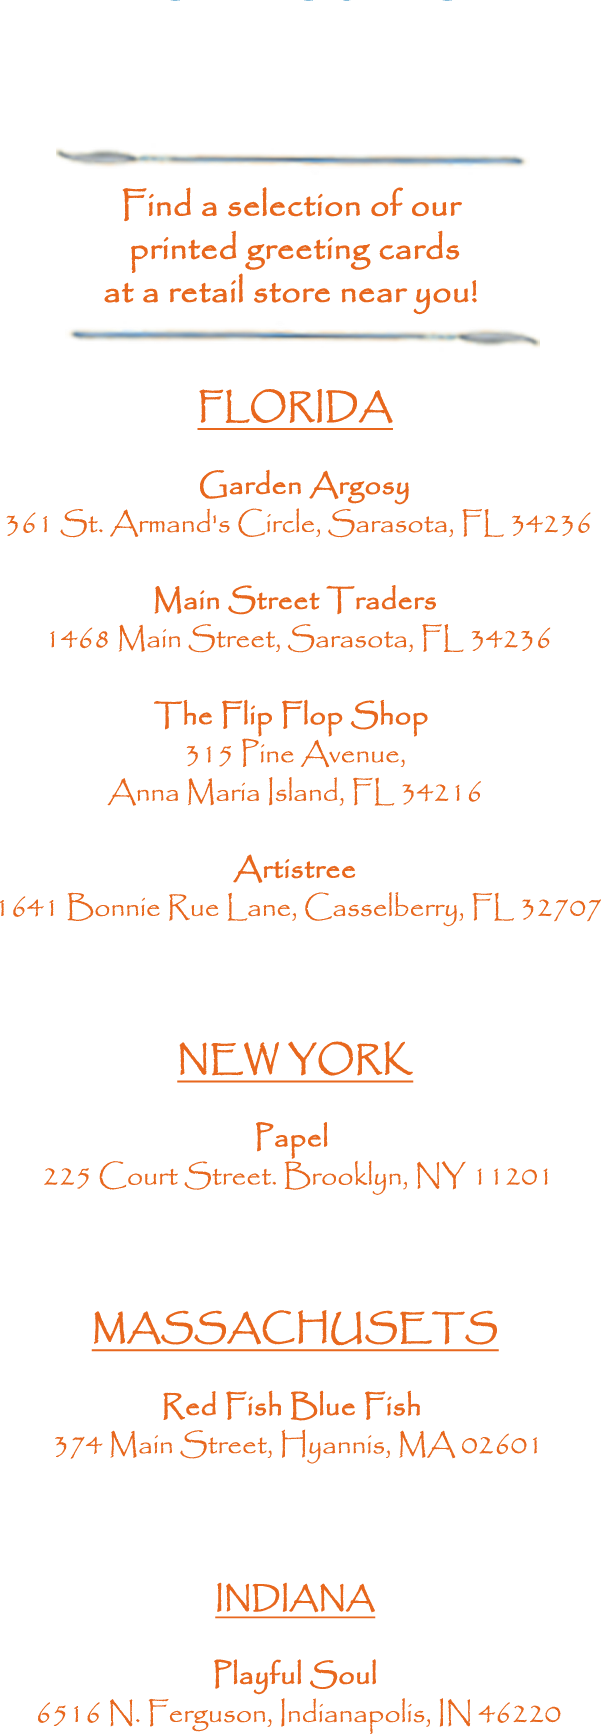 Find a selection of our
printed greeting cards
at a retail store near you!
FLORIDA
Garden Argosy
361 St. Armand's Circle, Sarasota, FL 34236
Main Street Traders
1468 Main Street, Sarasota, FL 34236
The Flip Flop Shop
315 Pine Avenue,
Anna Maria Island, FL 34216
Artistree
1641 Bonnie Rue Lane, Casselberry, FL 32707
NEW YORK
Papel
225 Court Street. Brooklyn, NY 11201
MASSACHUSETS
Red Fish Blue Fish
374 Main Street, Hyannis, MA 02601
INDIANA
Playful Soul
6516 N. Ferguson, Indianapolis, IN 46220